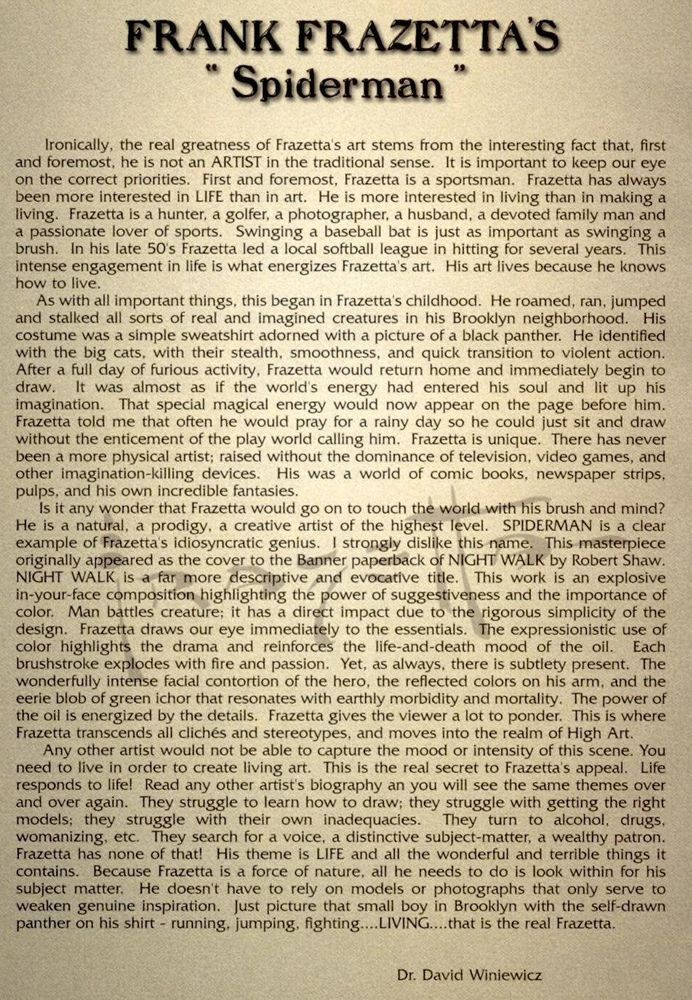 FRANK FRAZETTA'S
" Spiderman "
Ironically, the real greatness of Frazetta's art stems from the interesting fact that, first
and foremost, he is not an ARTIST in the traditional sense. It is important to keep our eye
on the correct priorities. First and foremost, Frazetta is a sportsman. Frazetta has always
been more interested in LIFE than in art. He is more interested in living than in making a
living. Frazetta is a hunter, a golfer, a photographer, a husband, a devoted family man and
a passionate lover of sports. Swinging a baseball bat is just as important as swinging a
brush. In his late 50's Frazetta led a local softball league in hitting for several years. This
intense engagement in life is what energizes Frazetta's art. His art lives because he knows
how to live.
As with all important things, this began in Frazetta's childhood. He roamed, ran, jumped
and stalked all sorts of real and imagined creatures in his Brooklyn neighborhood. His
costume was a simple sweatshirt adorned with a picture of a black panther. He identified
with the big cats, with their stealth, smoothness, and quick transition to violent action.
After a full day of furious activity, Frazetta would return home and immediately begin to
draw. It was almost as if the world's energy had entered his soul and lit up his
imagination. That special magical energy would now appear on the page before him.
Frazetta told me that often he would pray for a rainy day so he could just sit and draw
without the enticement of the play world calling him. Frazetta is unique. There has never
been a more physical artist; raised without the dominance of television, video games, and
other imagination-killing devices. His was a world of comic books, newspaper strips,
pulps, and his own incredible fantasies.
Is it any wonder that Frazetta would go on to touch the world with his brush and mind?
He is a natural, a prodigy, a creative artist of the highest level. SPIDERMAN is a clear
example of Frazetta's idiosyncratic genius. I strongly dislike this name. This masterpiece
originally appeared as the cover to the Banner paperback of NIGHT WALK by Robert Shaw.
NIGHT WALK is a far more descriptive and evocative title. This work is an explosive
in-your-face composition highlighting the power of suggestiveness and the importance of
color. Man battles creature; it has a direct impact due to the rigorous simplicity of the
design. Frazetta draws our eye immediately to the essentials. The expressionistic use of
color highlights the drama and reinforces the life-and-death mood of the oil. Each
brushstroke explodes with fire and passion. Yet, as always, there is subtlety present. The
wonderfully intense facial contortion of the hero, the reflected colors on his arm, and the
eerie blob of green ichor that resonates with earthly morbidity and mortality. The power of
the oil is energized by the details. Frazetta gives the viewer a lot to ponder. This is where
Frazetta transcends all clichés and stereotypes, and moves into the realm of High Art.
Any other artist would not be able to capture the mood or intensity of this scene. You
need to live in order to create living art. This is the real secret to Frazetta's appeal. Life
responds to life! Read any other artist's biography an you will see the same themes over
and over again. They struggle to learn how to draw; they struggle with getting the right
models; they struggle with their own inadequacies. They turn to alcohol, drugs,
womanizing, etc. They search for a voice, a distinctive subject-matter, a wealthy patron.
Frazetta has none of that! His theme is LIFE and all the wonderful and terrible things it
contains. Because Frazetta is a force of nature, all he needs to do is look within for his
subject matter. He doesn't have to rely on models or photographs that only serve to
weaken genuine inspiration. Just picture that small boy in Brooklyn with the self-drawn
panther on his shirt - running, jumping, fighting....LIVING....that is the real Frazetta.
Dr. David Winiewicz
Frazetta